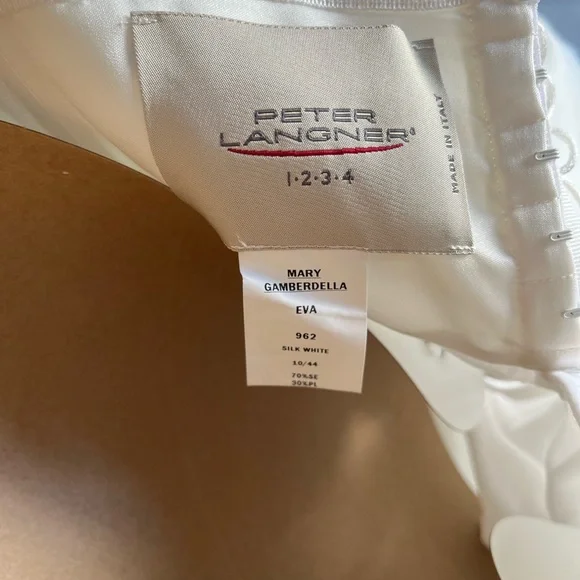 PETER
LANGNER®
1·2·3·4
MADE IN ITALY
MARY
GAMBERDELLA
EVA
962
SILK WHITE
10/44
70%SE
30%PL